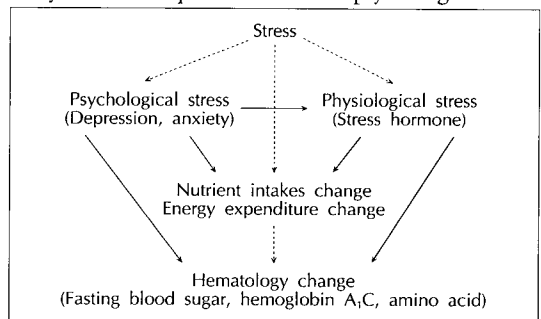 Stress
Psychological stress
(Depression, anxiety)
Physiological stress
(Stress hormone)
Nutrient intakes change
Energy expenditure change
Hematology change
(Fasting blood sugar, hemoglobin A₁C, amino acid)